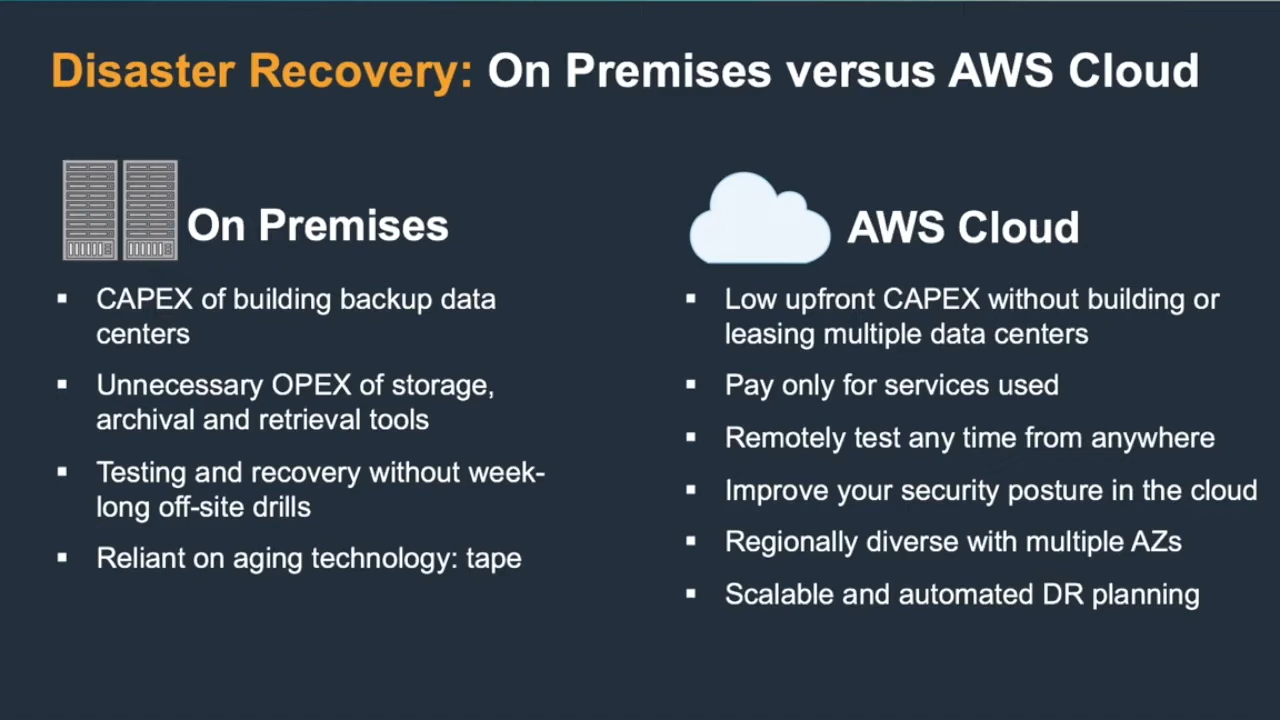 Disaster Recovery: On Premises versus AWS Cloud
On Premises
▪ CAPEX of building backup data
centers
▪ Unnecessary OPEX of storage,
archival and retrieval tools
▪ Testing and recovery without week-
long off-site drills
▪ Reliant on aging technology: tape
AWS Cloud
▪ Low upfront CAPEX without building or
leasing multiple data centers
▪ Pay only for services used
▪ Remotely test any time from anywhere
▪ Improve your security posture in the cloud
▪ Regionally diverse with multiple AZs
▪ Scalable and automated DR planning